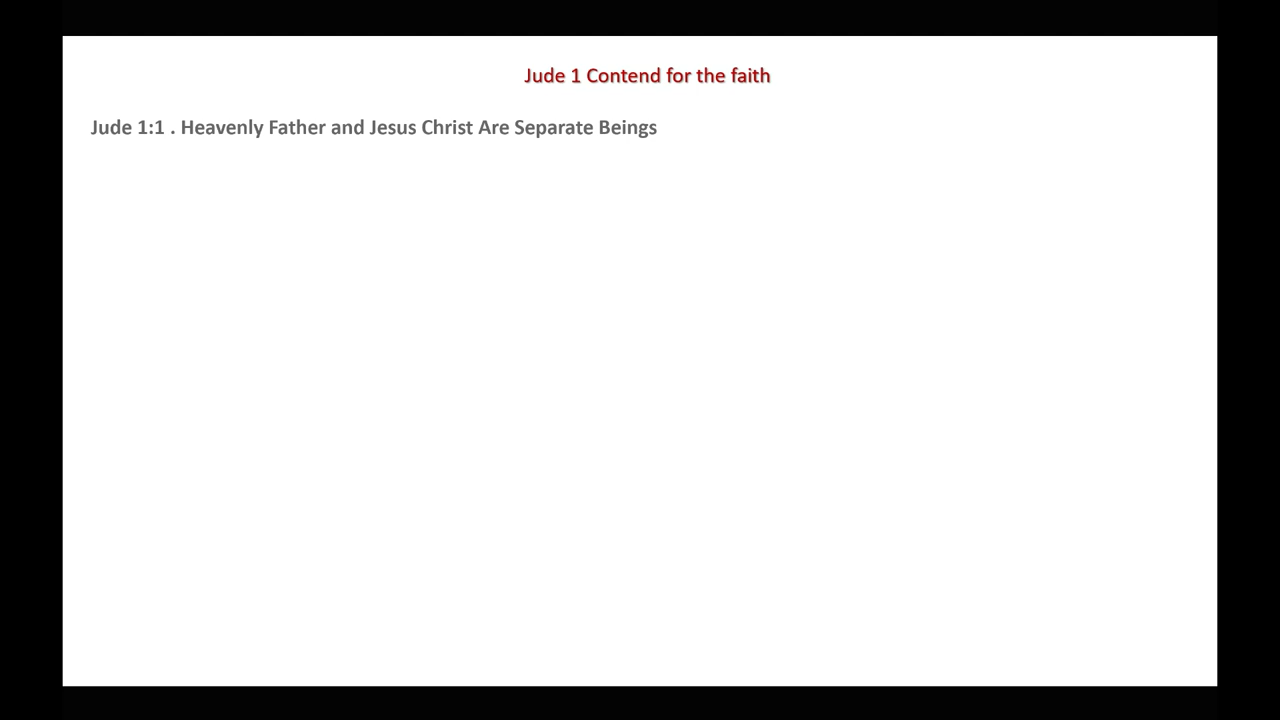 Jude 1 Contend for the faith
Jude 1:1 . Heavenly Father and Jesus Christ Are Separate Beings